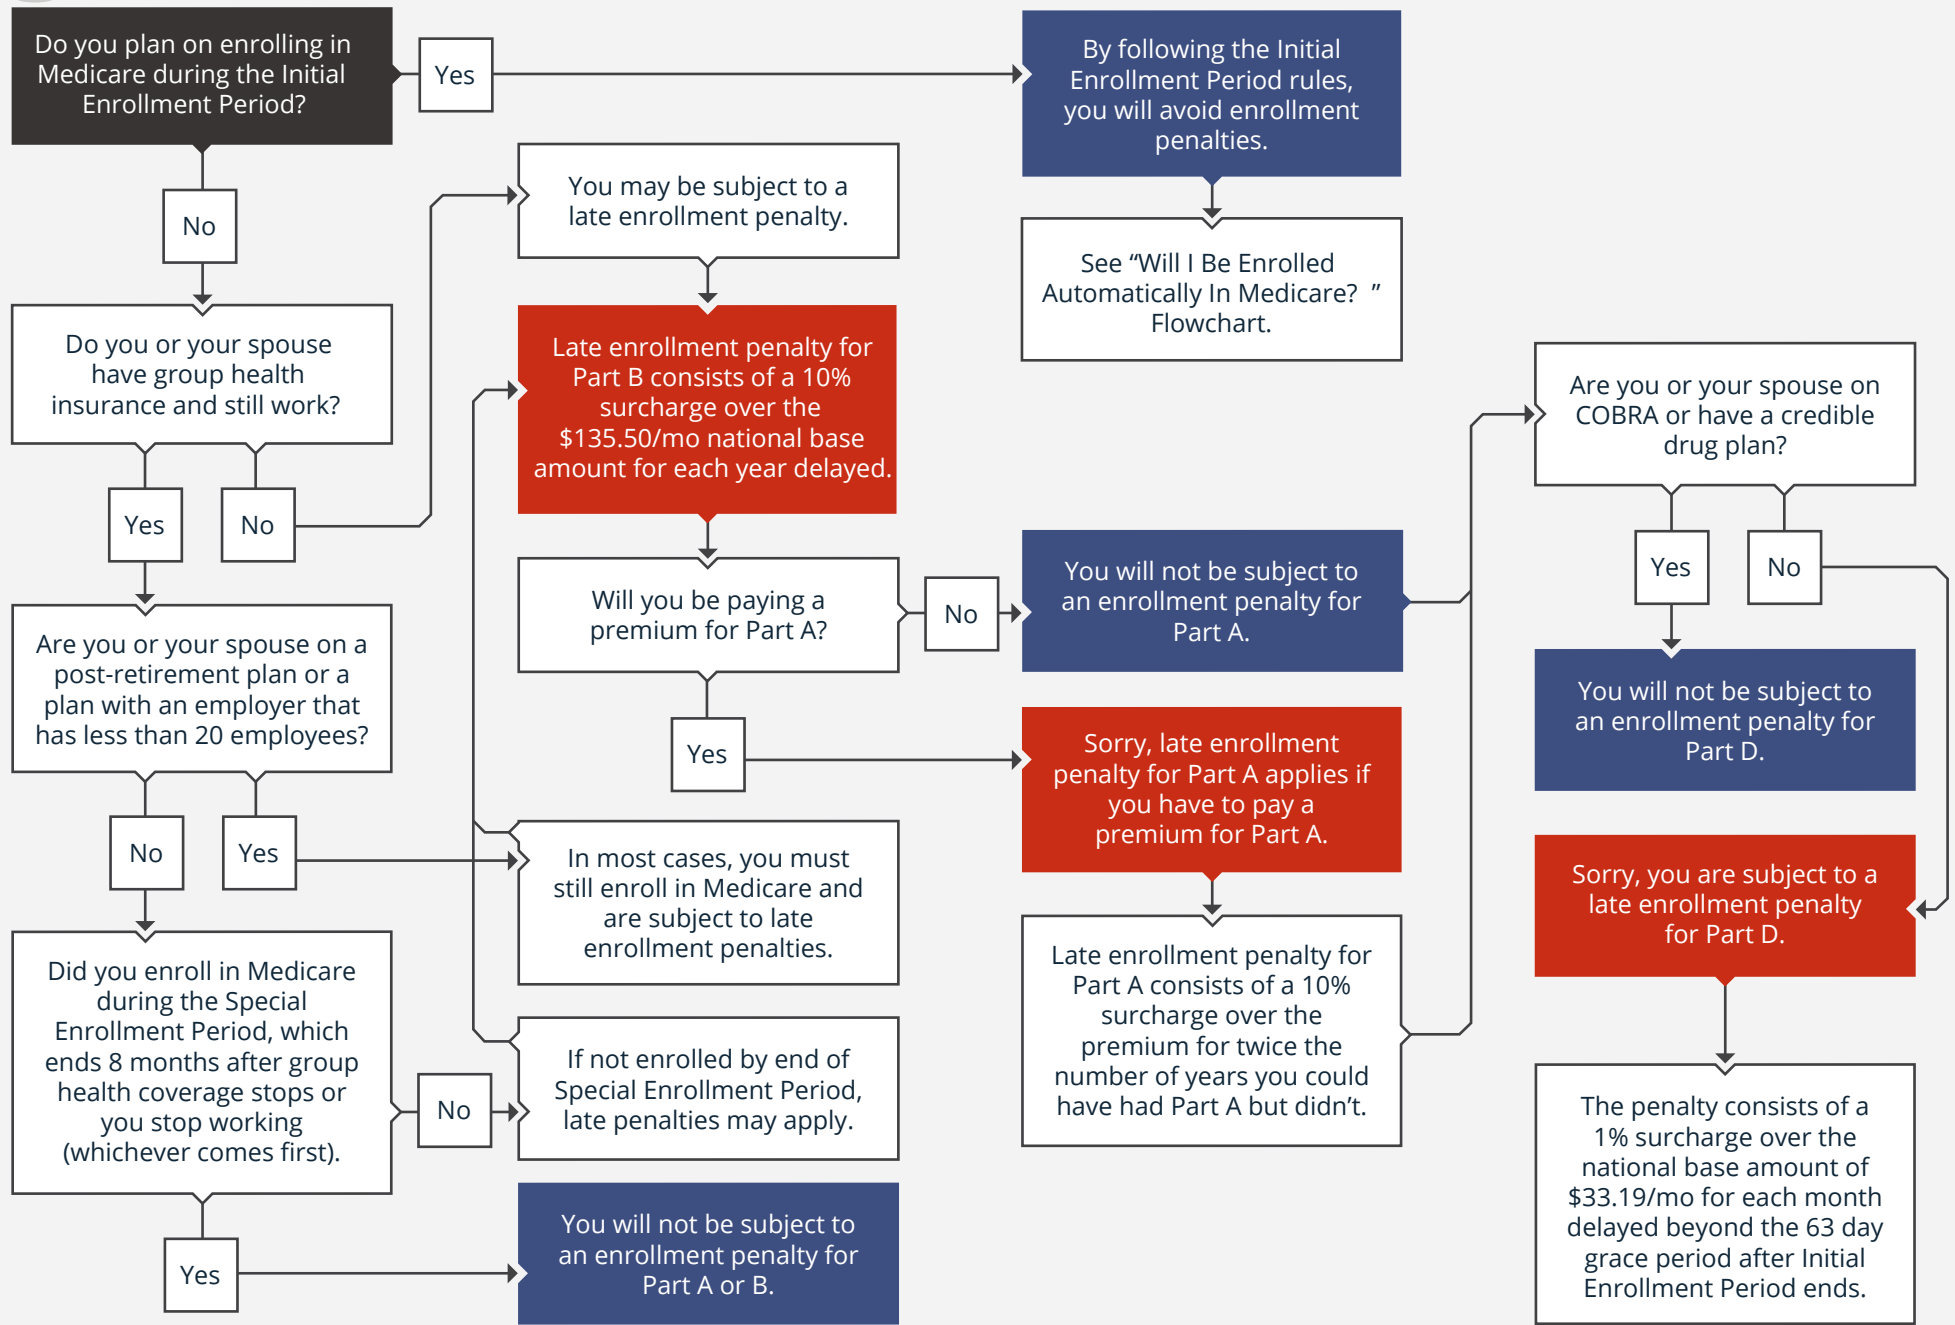 Do you plan on enrolling in
Medicare during the Initial
Enrollment Period?
Yes
By following the Initial
Enrollment Period rules,
you will avoid enrollment
penalties.
No
You may be subject to a
late enrollment penalty.
See “Will I Be Enrolled
Automatically In Medicare? ”
Flowchart.
Do you or your spouse
have group health
insurance and still work?
Yes
No
Late enrollment penalty for
Part B consists of a 10%
surcharge over the
$135.50/mo national base
amount for each year delayed.
Are you or your spouse on
COBRA or have a credible
drug plan?
Yes
No
Will you be paying a
premium for Part A?
No
You will not be subject to
an enrollment penalty for
Part A.
Yes
Are you or your spouse on a
post-retirement plan or a
plan with an employer that
has less than 20 employees?
No
Yes
Sorry, late enrollment
penalty for Part A applies if
you have to pay a
premium for Part A.
You will not be subject to
an enrollment penalty for
Part D.
In most cases, you must
still enroll in Medicare and
are subject to late
enrollment penalties.
Sorry, you are subject to a
late enrollment penalty
for Part D.
Did you enroll in Medicare
during the Special
Enrollment Period, which
ends 8 months after group
health coverage stops or
you stop working
(whichever comes first).
No
If not enrolled by end of
Special Enrollment Period,
late penalties may apply.
Late enrollment penalty for
Part A consists of a 10%
surcharge over the
premium for twice the
number of years you could
have had Part A but didn’t.
The penalty consists of a
1% surcharge over the
national base amount of
$33.19/mo for each month
delayed beyond the 63 day
grace period after Initial
Enrollment Period ends.
Yes
You will not be subject to
an enrollment penalty for
Part A or B.